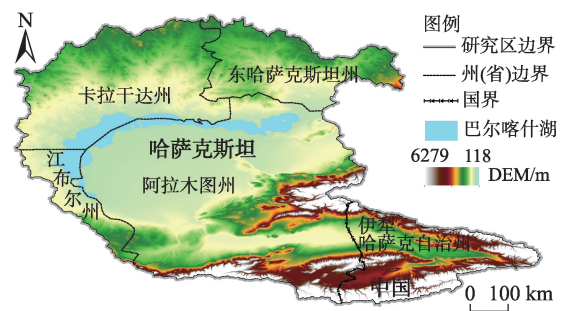 N
卡拉干达州
东哈萨克斯坦州
哈萨克斯坦
阿拉木图州
江布尔州
伊犁
哈萨克自治州
中国
图例
研究区边界
州(省)边界
国界
巴尔喀什湖
6279 118
DEM/m
0 100 km